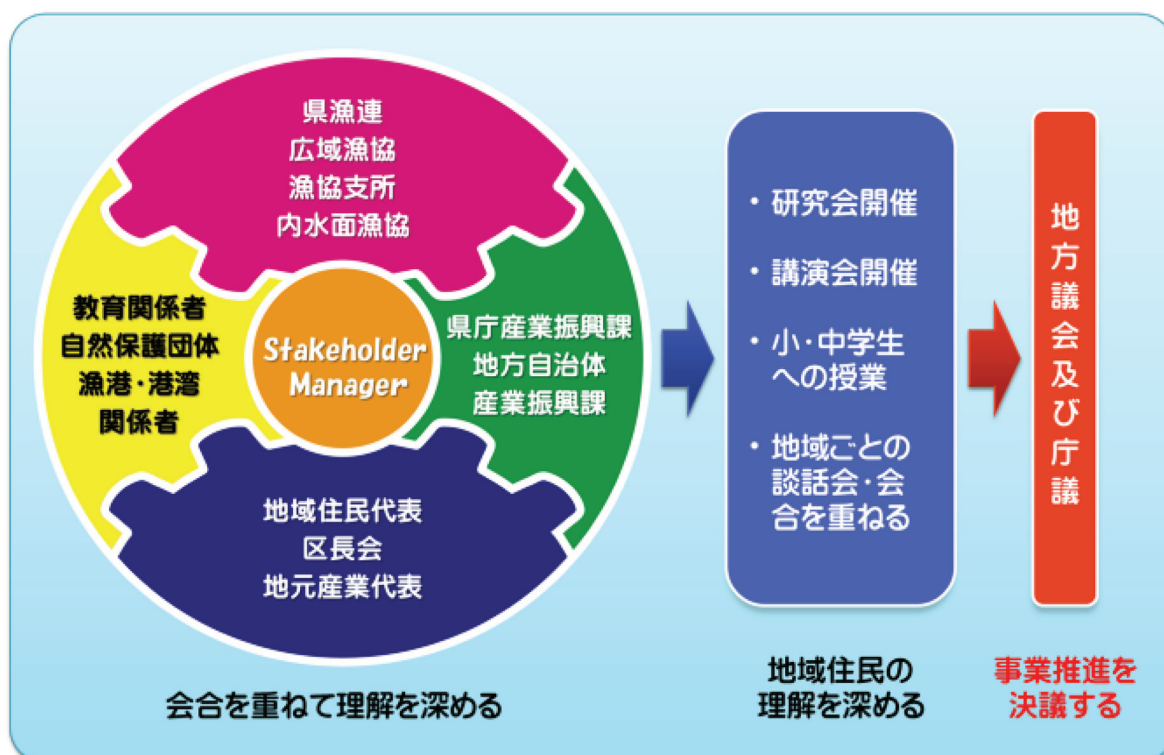 県漁連
広域漁協
漁協支所
内水面漁協
教育関係者
自然保護団体
漁港・港湾
関係者
Stakeholder
Manager
県庁産業振興課
地方自治体
産業振興課
地域住民代表
区長会
地元産業代表
会合を重ねて理解を深める
・研究会開催
・講演会開催
・小・中学生
への授業
・地域ごとの
談話会・会
合を重ねる
地域住民の
理解を深める
地方議会及び庁議
事業推進を
決議する